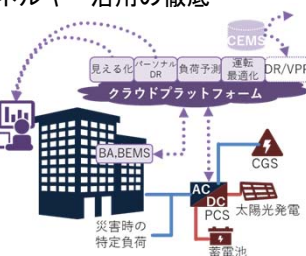 ネルギー活用の徹底
CEMS
見える化
パーソナル
DR
負荷予測
運転
最適化
DR/VPP
クラウドプラットフォーム
BA,BEMS
CGS
AC
DC
PCS
太陽光発電
災害時の
特定負荷
蓄電池